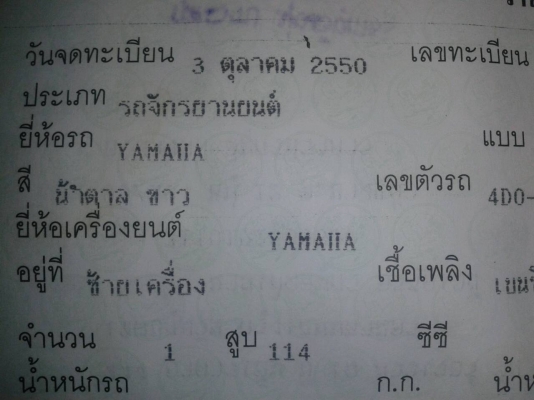 วันจดทะเบียน 3 ตุลาคม 2550 เลขทะเบียน
ประเภท รถจักรยานยนต์
ยี่ห้อรถ YAMAHA แบบ
สี น้ำตาล ขาว เลขตัวรถ 4D0-
ยี่ห้อเครื่องยนต์ YAMAHA
อยู่ที่ ซ้ายเครื่อง เชื้อเพลิง
จำนวน 1 สูบ 114 ซีซี
น้ำหนักรถ ก.ก.